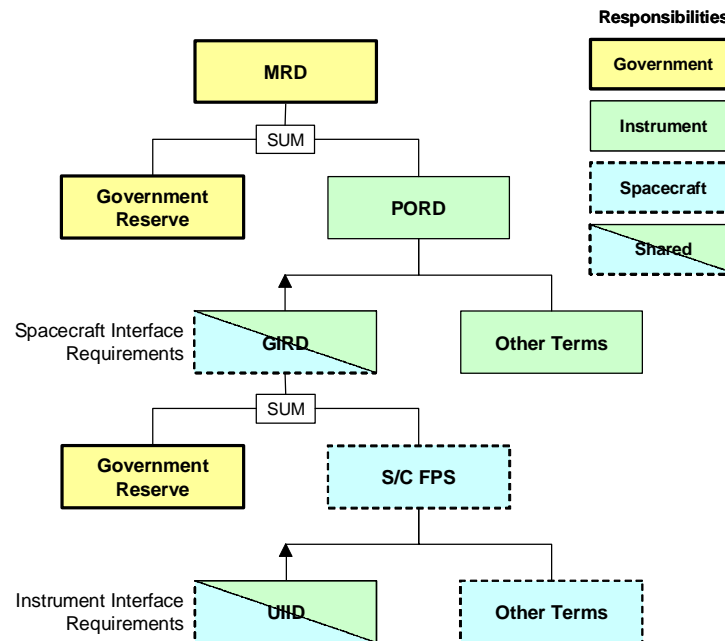 Responsibilities
MRD
Government
SUM
Instrument
Government
Reserve
PORD
Spacecraft
Shared
Spacecraft Interface
Requirements
GIRD
Other Terms
SUM
Government
Reserve
S/C FPS
Instrument Interface
Requirements
UIID
Other Terms